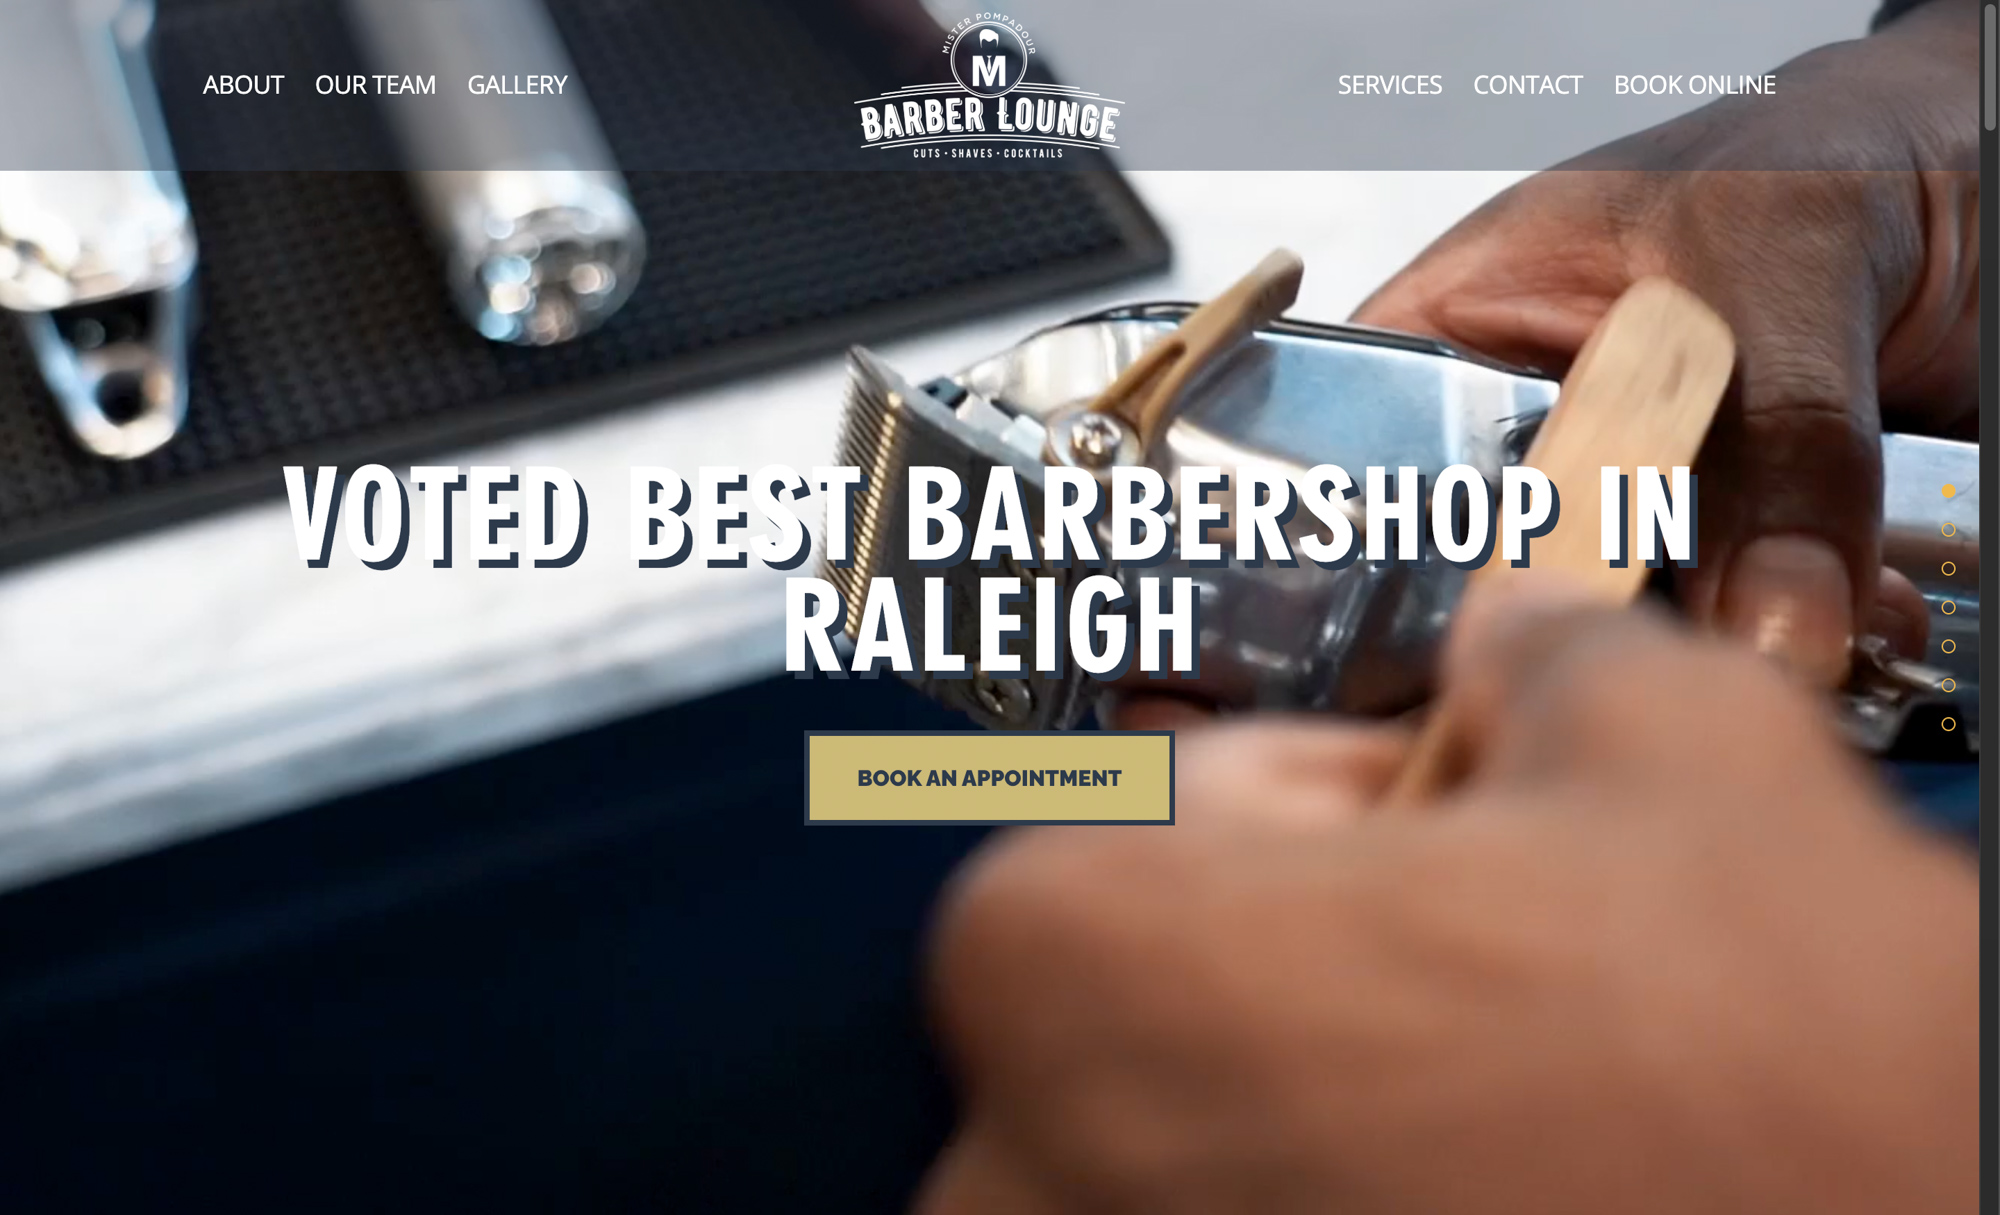 ABOUT OUR TEAM GALLERY
MISTER POMPADOUR
M
BARBER LOUNGE
CUTS · SHAVES · COCKTAILS
SERVICES CONTACT BOOK ONLINE
VOTED BEST BARBERSHOP IN
RALEIGH
BOOK AN APPOINTMENT